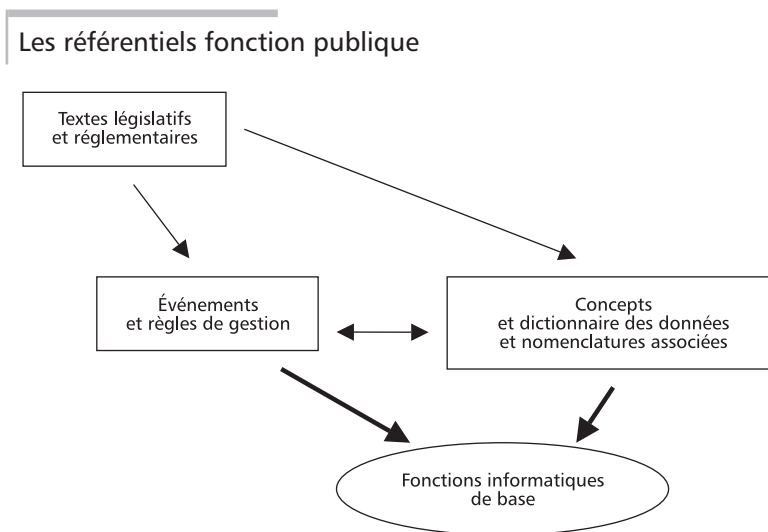 Les référentiels fonction publique
Textes législatifs
et réglementaires
Événements
et règles de gestion
Concepts
et dictionnaire des données
et nomenclatures associées
Fonctions informatiques
de base